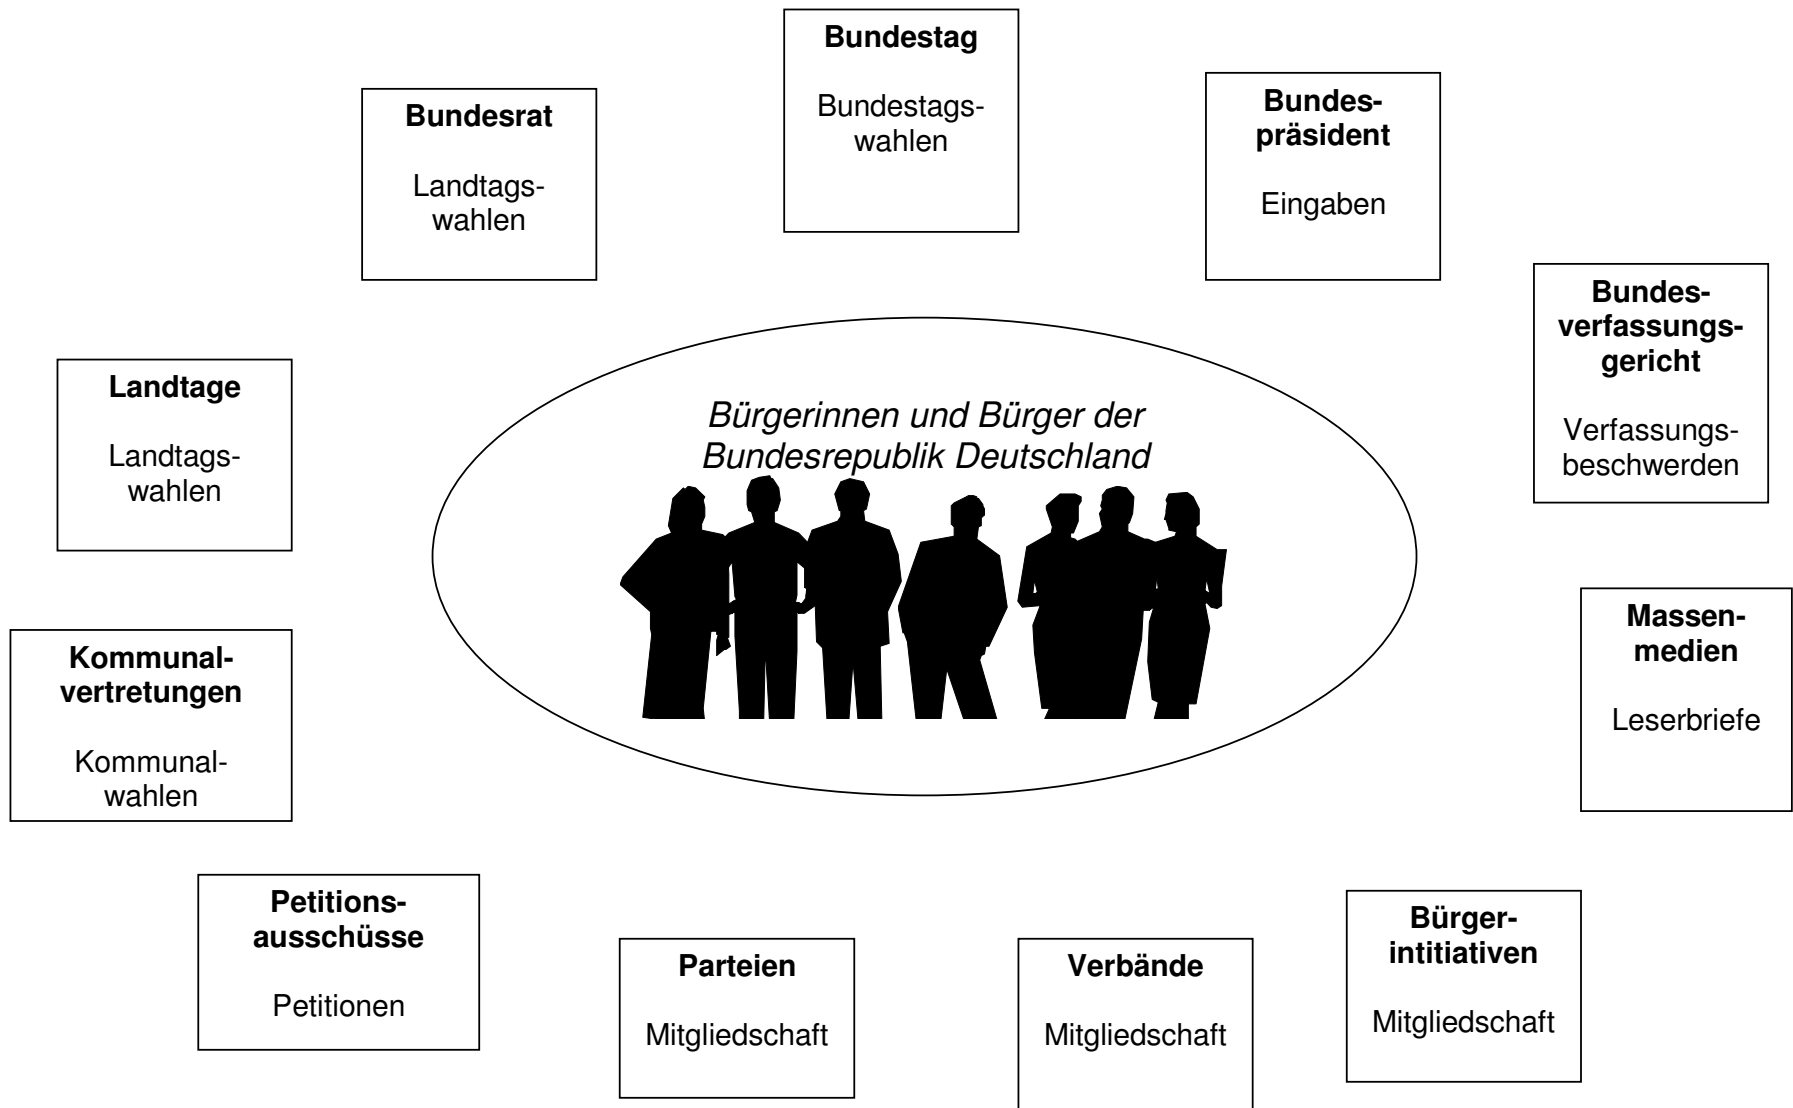 Bundestag
Bundestags-
wahlen
Bundesrat
Landtags-
wahlen
Bundes-
präsident
Eingaben
Bundes-
verfassungs-
gericht
Verfassungs-
beschwerden
Landtage
Landtags-
wahlen
Bürgerinnen und Bürger der
Bundesrepublik Deutschland
Massen-
medien
Leserbriefe
Kommunal-
vertretungen
Kommunal-
wahlen
Petitions-
ausschüsse
Petitionen
Parteien
Mitgliedschaft
Verbände
Mitgliedschaft
Bürger-
intitiativen
Mitgliedschaft